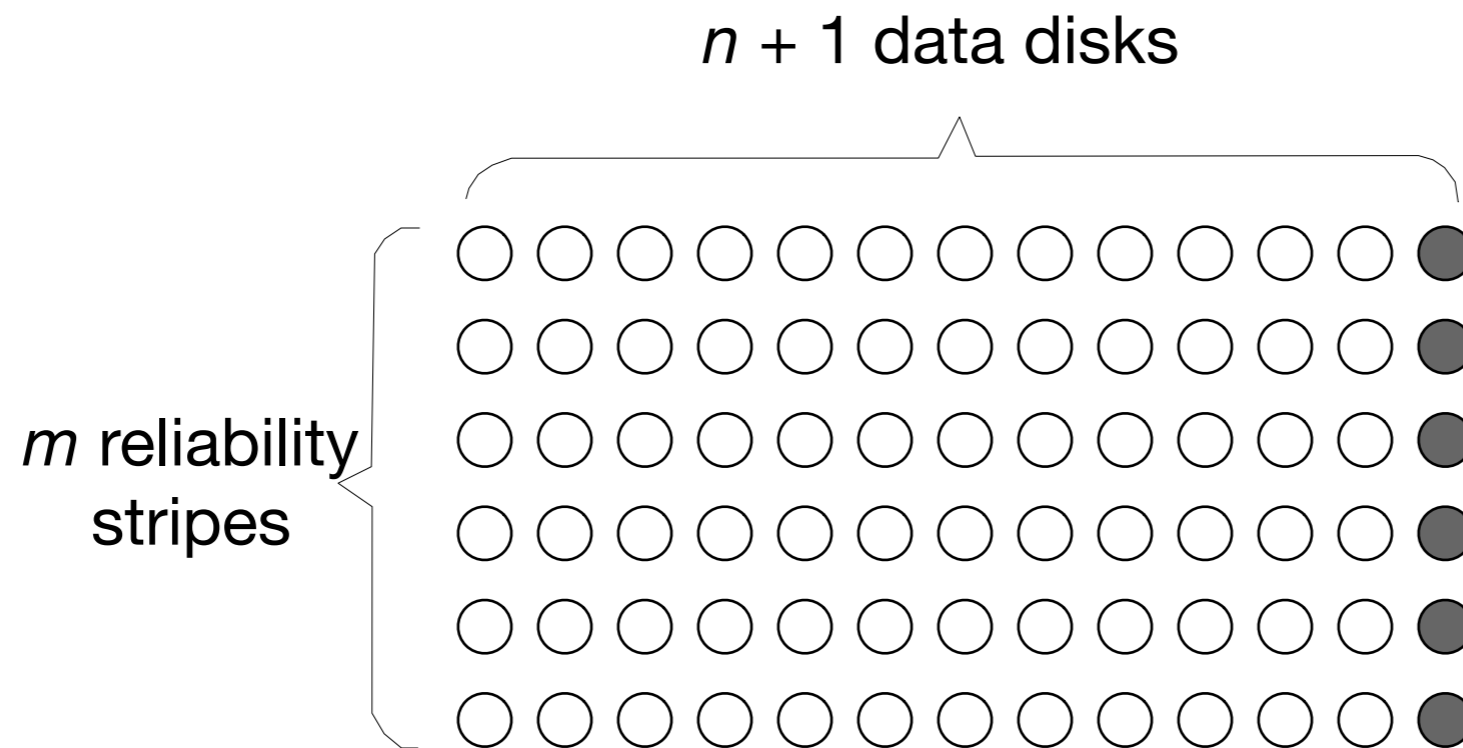 n + 1 data disks
m reliability
stripes